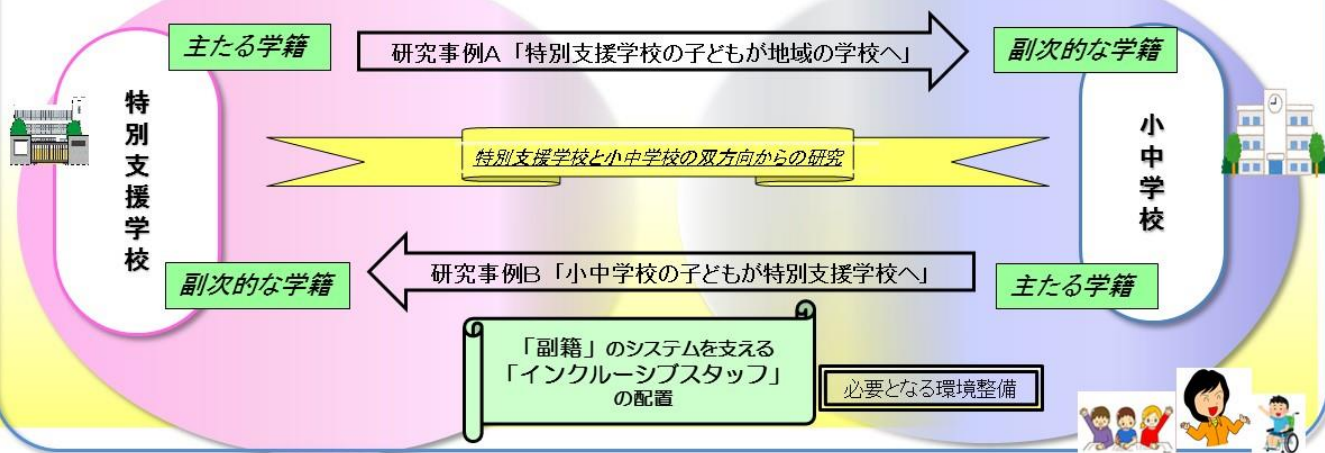 主たる学籍
研究事例A「特別支援学校の子どもが地域の学校へ」
副次的な学籍
特別支援学校
特別支援学校と小中学校の双方向からの研究
小中学校
副次的な学籍
研究事例B「小中学校の子どもが特別支援学校へ」
主たる学籍
「副籍」のシステムを支える
「インクルーシブスタッフ」
の配置
必要となる環境整備